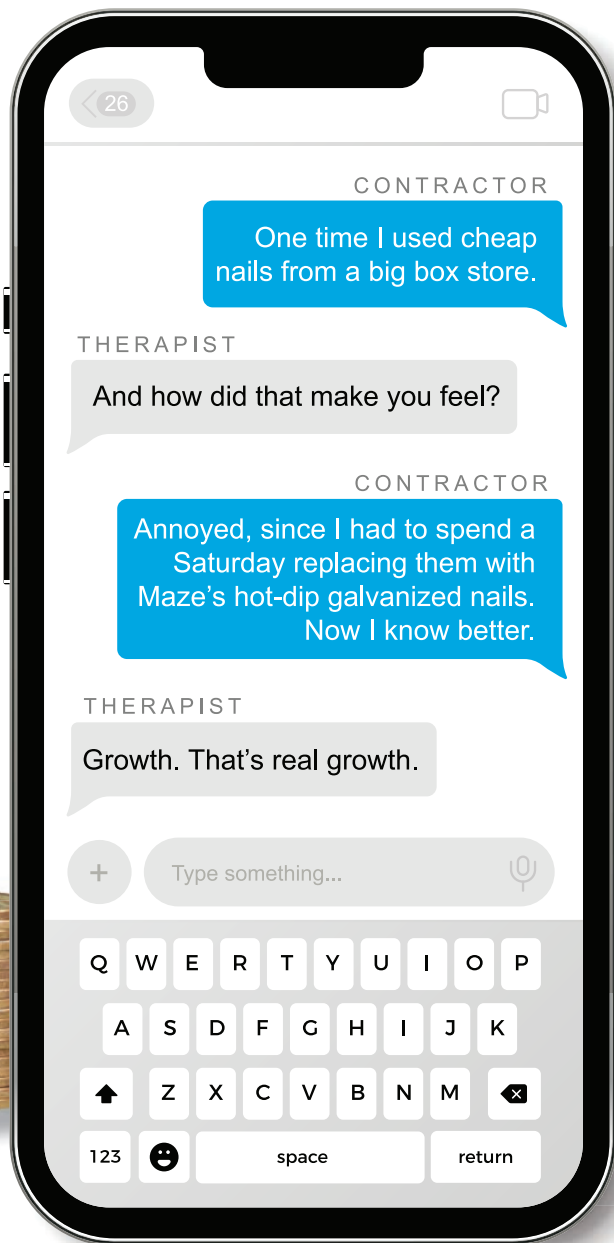 26
CONTRACTOR
One time I used cheap
nails from a big box store.
THERAPIST
And how did that make you feel?
CONTRACTOR
Annoyed, since I had to spend a
Saturday replacing them with
Maze’s hot-dip galvanized nails.
Now I know better.
THERAPIST
Growth. That’s real growth.
+ Type something...
Q W E R T Y U I O P
A S D F G H I J K
Z X C V B N M
123 space return